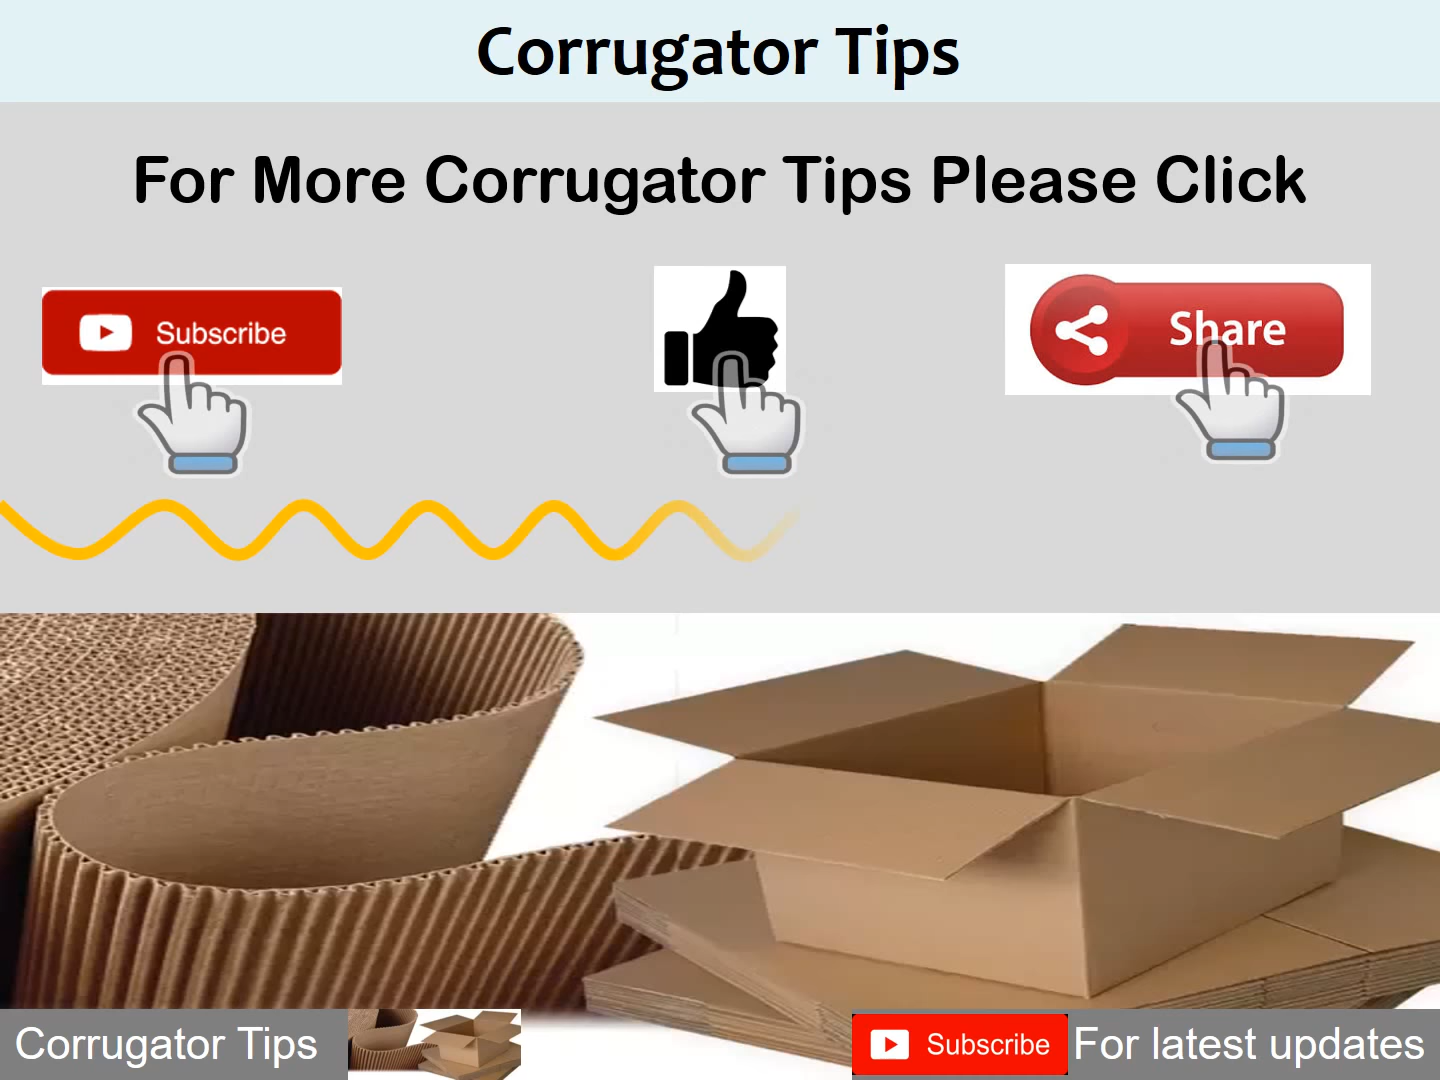 Corrugator Tips
For More Corrugator Tips Please Click
Subscribe
Share
Corrugator Tips
Subscribe For latest updates